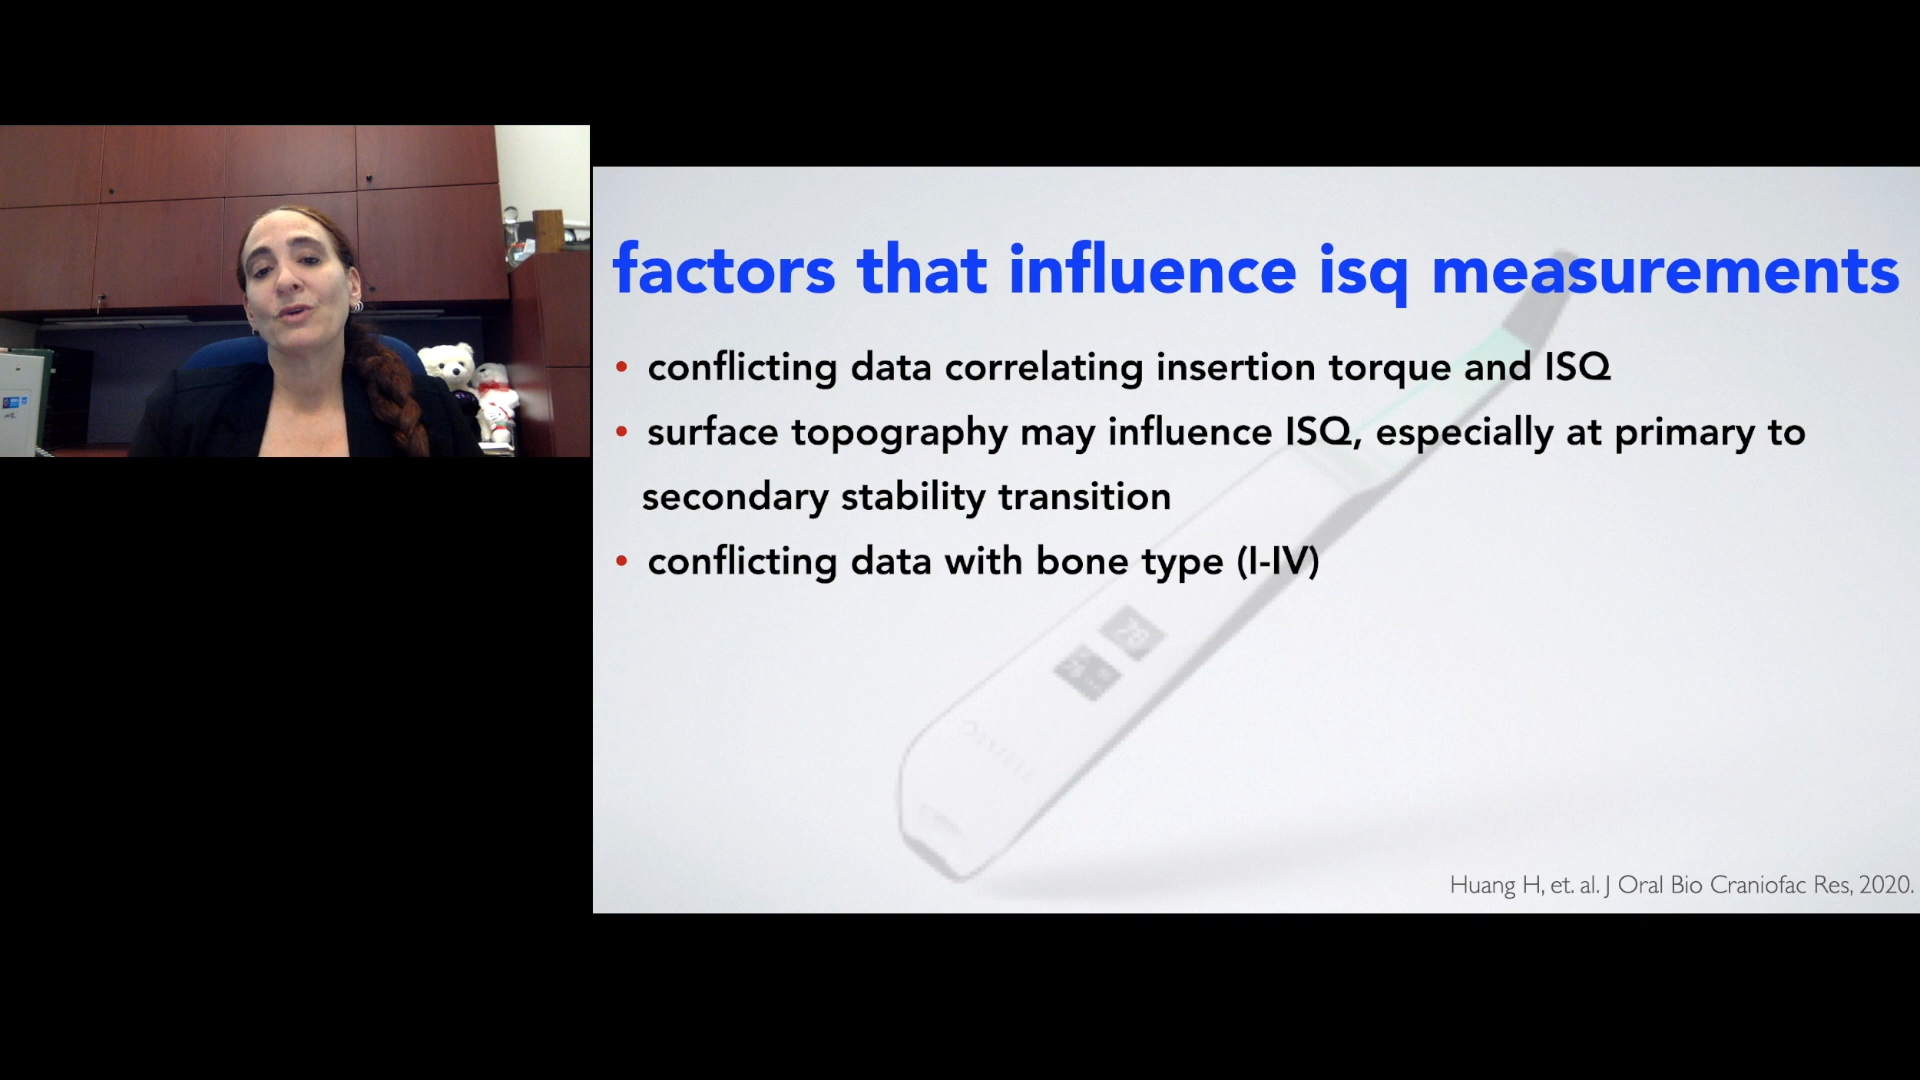 factors that influence isq measurements
• conflicting data correlating insertion torque and ISQ
• surface topography may influence ISQ, especially at primary to
secondary stability transition
• conflicting data with bone type (I-IV)
Huang H, et. al. J Oral Bio Craniofac Res, 2020.